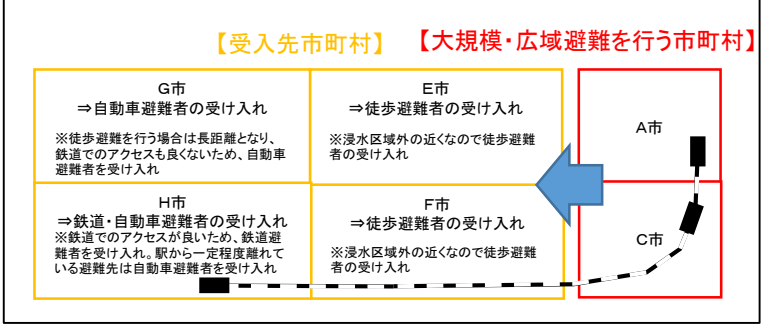 【受入先市町村】
【大規模・広域避難を行う市町村】
G市
⇒自動車避難者の受け入れ
※徒歩避難を行う場合は長距離となり、
鉄道でのアクセスも良くないため、自動車
避難者を受け入れ
E市
⇒徒歩避難者の受け入れ
※浸水区域外の近くなので徒歩避難
者の受け入れ
A市
H市
⇒鉄道・自動車避難者の受け入れ
※鉄道でのアクセスが良いため、鉄道避
難者を受け入れ。駅から一定程度離れて
いる避難先は自動車避難者を受け入れ
F市
⇒徒歩避難者の受け入れ
※浸水区域外の近くなので徒歩避難
者の受け入れ
C市